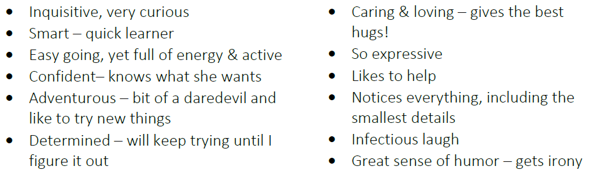 • Inquisitive, very curious
• Smart – quick learner
• Easy going, yet full of energy & active
• Confident– knows what she wants
• Adventurous – bit of a daredevil and
like to try new things
• Determined – will keep trying until I
figure it out
• Caring & loving – gives the best
hugs!
• So expressive
• Likes to help
• Notices everything, including the
smallest details
• Infectious laugh
• Great sense of humor – gets irony